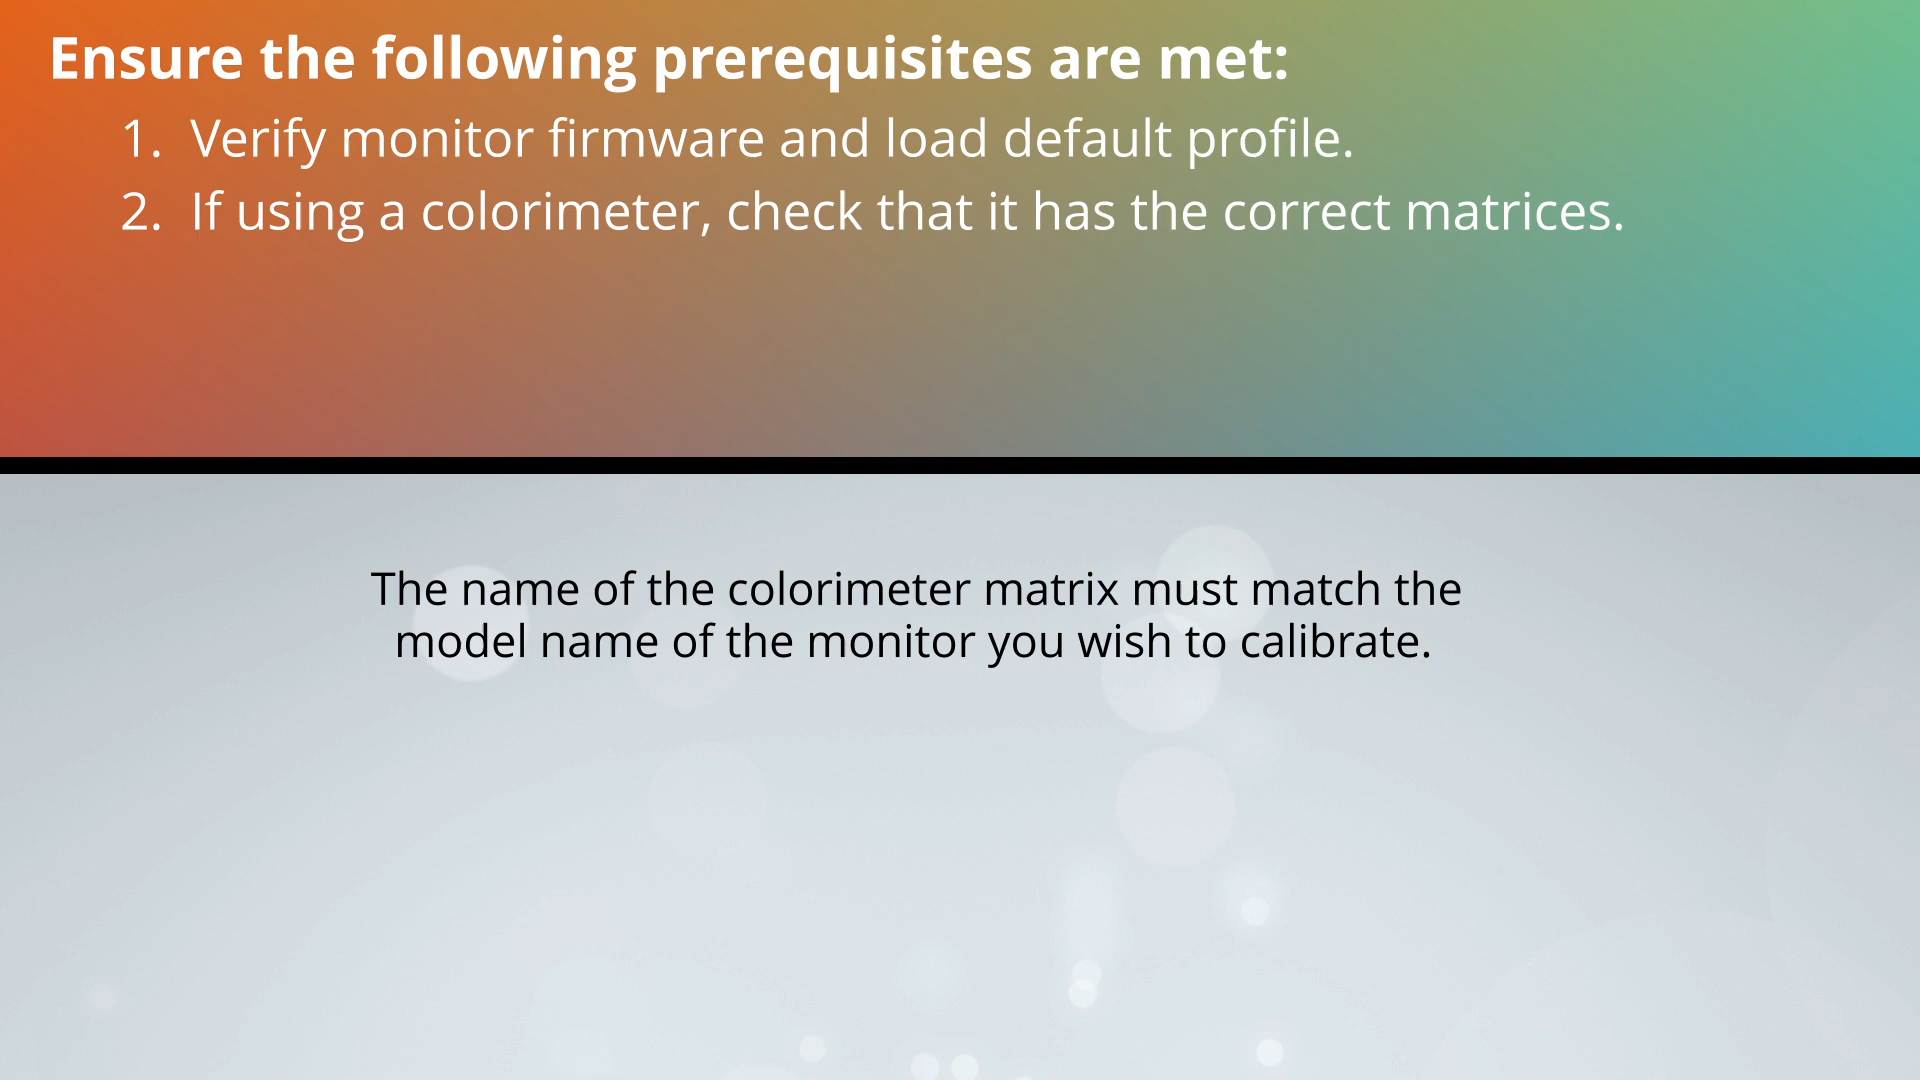 Ensure the following prerequisites are met:
1. Verify monitor firmware and load default profile.
2. If using a colorimeter, check that it has the correct matrices.
The name of the colorimeter matrix must match the
model name of the monitor you wish to calibrate.